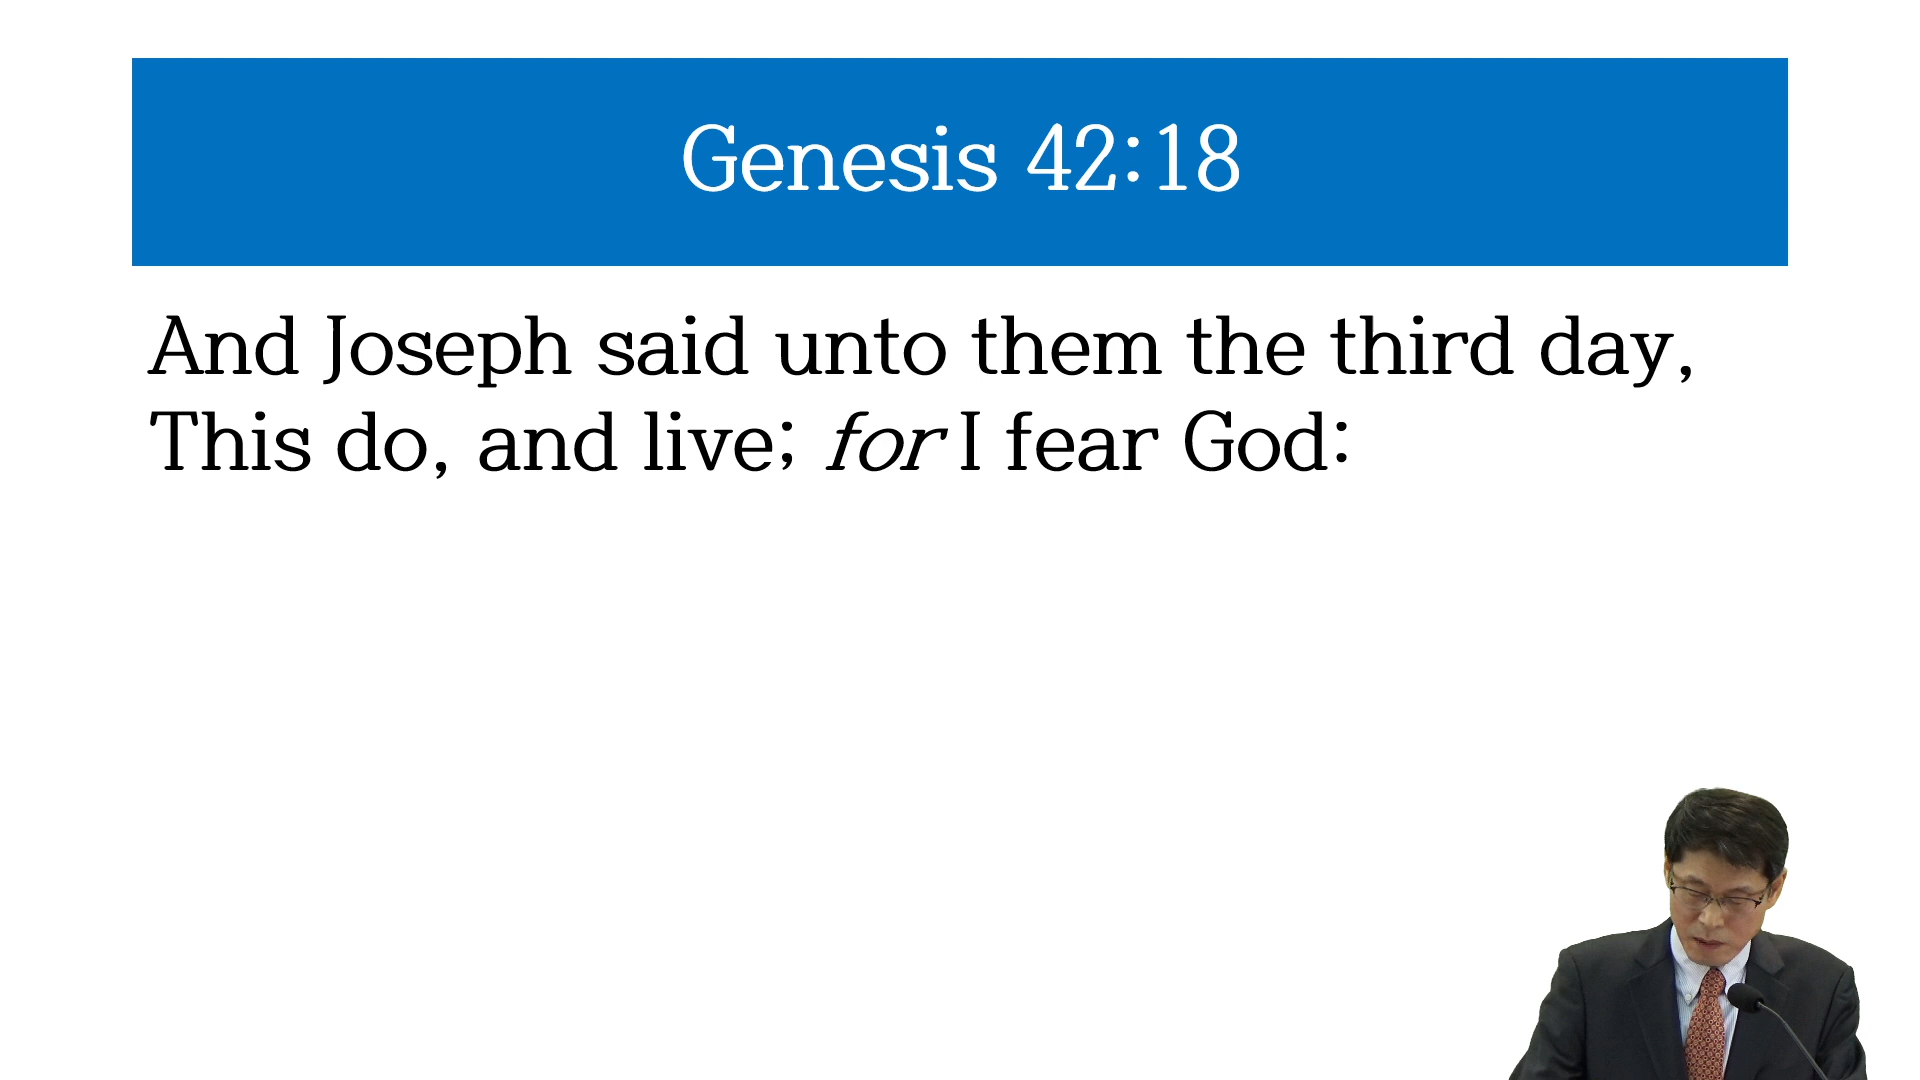 Genesis 42:18
And Joseph said unto them the third day,
This do, and live; for I fear God: